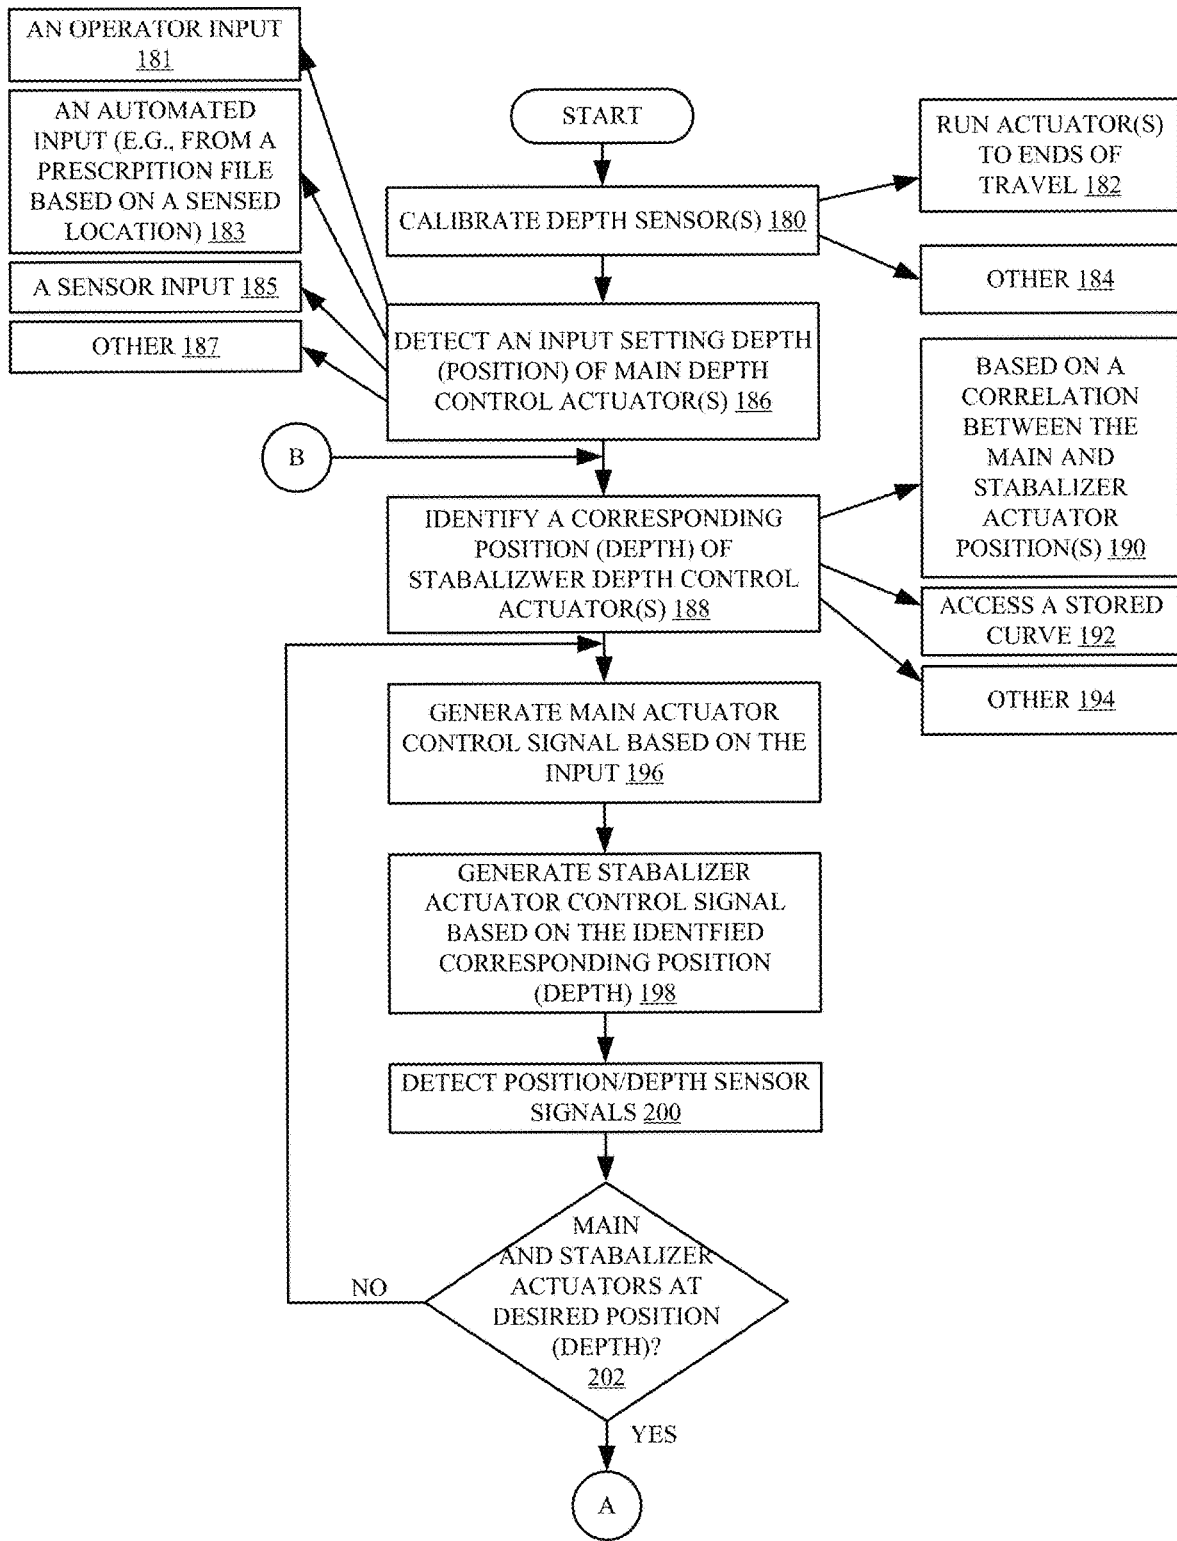 AN OPERATOR INPUT
181
AN AUTOMATED
INPUT (E.G., FROM A
PRESCRPITION FILE
BASED ON A SENSED
LOCATION) 183
A SENSOR INPUT 185
OTHER 187
START
CALIBRATE DEPTH SENSOR(S) 180
RUN ACTUATOR(S)
TO ENDS OF
TRAVEL 182
OTHER 184
DETECT AN INPUT SETTING DEPTH
(POSITION) OF MAIN DEPTH
CONTROL ACTUATOR(S) 186
B
IDENTIFY A CORRESPONDING
POSITION (DEPTH) OF
STABALIZWER DEPTH CONTROL
ACTUATOR(S) 188
BASED ON A
CORRELATION
BETWEEN THE
MAIN AND
STABALIZER
ACTUATOR
POSITION(S) 190
ACCESS A STORED
CURVE 192
OTHER 194
GENERATE MAIN ACTUATOR
CONTROL SIGNAL BASED ON THE
INPUT 196
GENERATE STABALIZER
ACTUATOR CONTROL SIGNAL
BASED ON THE IDENTFIED
CORRESPONDING POSITION
(DEPTH) 198
DETECT POSITION/DEPTH SENSOR
SIGNALS 200
MAIN
AND STABALIZER
ACTUATORS AT
DESIRED POSITION
(DEPTH)?
202
NO
YES
A